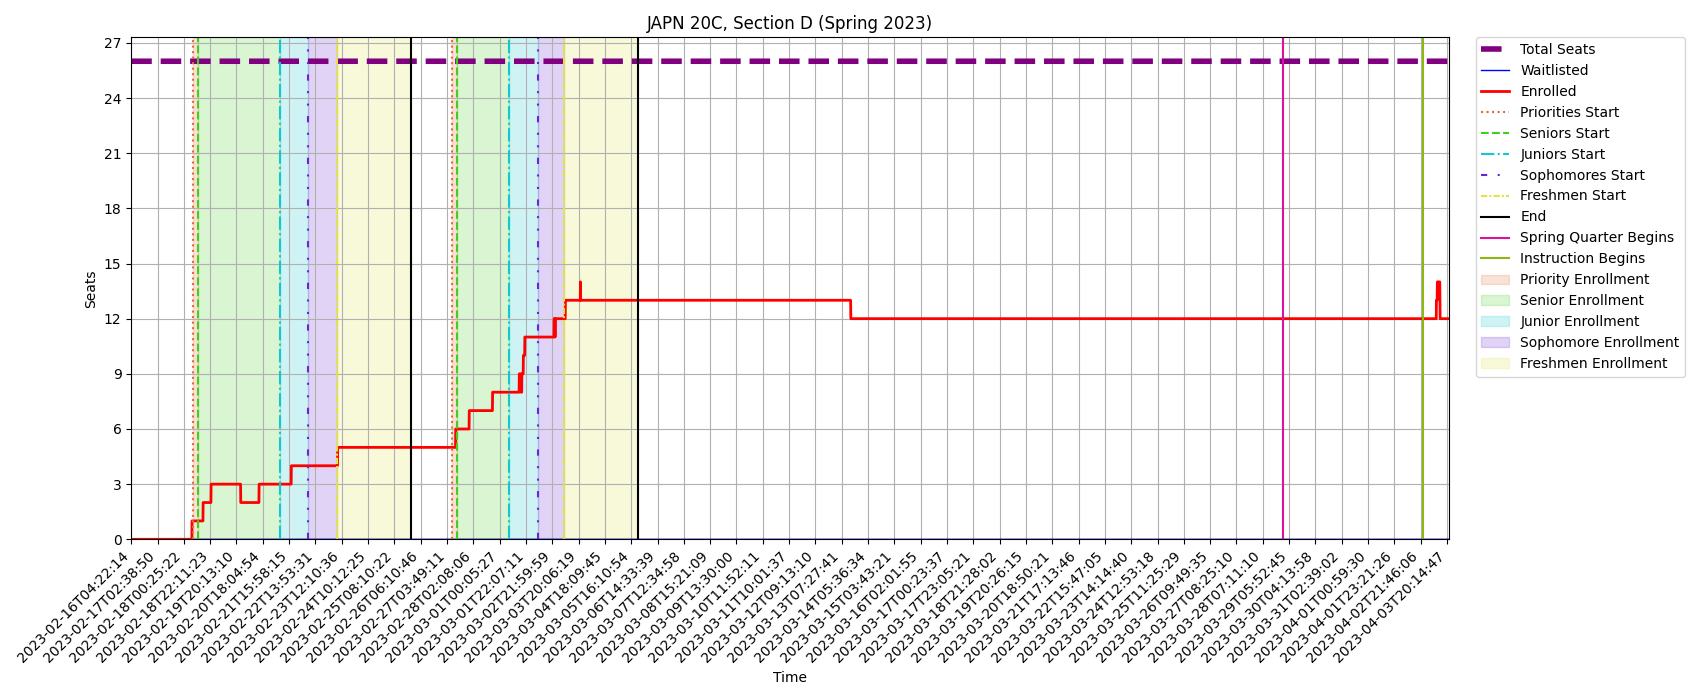 JAPN 20C, Section D (Spring 2023)
27
24
21
18
15
12
9
6
3
0
Seats
2023-02-16T04:22:14
2023-02-17T02:38:50
2023-02-18T00:25:22
2023-02-18T22:11:23
2023-02-19T20:13:10
2023-02-20T18:04:54
2023-02-21T15:58:15
2023-02-22T13:53:31
2023-02-23T12:10:36
2023-02-24T10:12:25
2023-02-25T08:10:22
2023-02-26T06:10:46
2023-02-27T03:49:11
2023-02-28T02:08:06
2023-03-01T00:05:27
2023-03-01T22:07:11
2023-03-02T21:59:59
2023-03-03T20:06:19
2023-03-04T18:09:45
2023-03-05T16:10:54
2023-03-06T14:33:39
2023-03-07T12:34:58
2023-03-08T15:21:09
2023-03-09T13:30:00
2023-03-10T11:52:11
2023-03-11T10:01:37
2023-03-12T09:13:10
2023-03-13T07:27:41
2023-03-14T05:36:34
2023-03-15T03:43:21
2023-03-16T02:01:55
2023-03-17T00:23:37
2023-03-17T23:05:21
2023-03-18T21:28:02
2023-03-19T20:26:15
2023-03-20T18:50:21
2023-03-21T17:13:46
2023-03-22T15:47:05
2023-03-23T14:14:40
2023-03-24T12:53:18
2023-03-25T11:25:29
2023-03-26T09:49:35
2023-03-27T08:25:10
2023-03-28T07:11:10
2023-03-29T05:52:45
2023-03-30T04:13:58
2023-03-31T02:39:02
2023-04-01T00:59:30
2023-04-01T23:21:26
2023-04-02T21:46:06
2023-04-03T20:14:47
Time
Total Seats
Waitlisted
Enrolled
Priorities Start
Seniors Start
Juniors Start
Sophomores Start
Freshmen Start
End
Spring Quarter Begins
Instruction Begins
Priority Enrollment
Senior Enrollment
Junior Enrollment
Sophomore Enrollment
Freshmen Enrollment